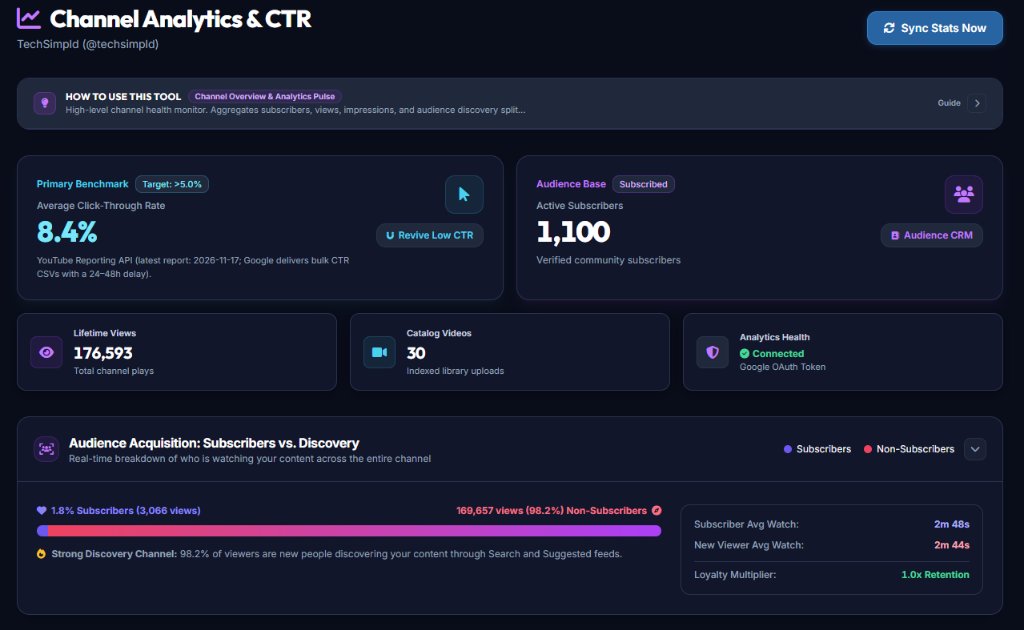 Channel Analytics & CTR
TechSimpld (@techsimpld)
Sync Stats Now
HOW TO USE THIS TOOL Channel Overview & Analytics Pulse
High-level channel health monitor. Aggregates subscribers, views, impressions, and audience discovery split...
Guide
Primary Benchmark Target: >5.0%
Average Click-Through Rate
8.4%
Revive Low CTR
YouTube Reporting API (latest report: 2026-11-17; Google delivers bulk CTR
CSVs with a 24–48h delay).
Audience Base Subscribed
Active Subscribers
1,100
Audience CRM
Verified community subscribers
Lifetime Views
176,593
Total channel plays
Catalog Videos
30
Indexed library uploads
Analytics Health
Connected
Google OAuth Token
Audience Acquisition: Subscribers vs. Discovery
Real-time breakdown of who is watching your content across the entire channel
Subscribers Non-Subscribers
1.8% Subscribers (3,066 views)
169,657 views (98.2%) Non-Subscribers
Strong Discovery Channel: 98.2% of viewers are new people discovering your content through Search and Suggested feeds.
Subscriber Avg Watch: 2m 48s
New Viewer Avg Watch: 2m 44s
Loyalty Multiplier: 1.0x Retention